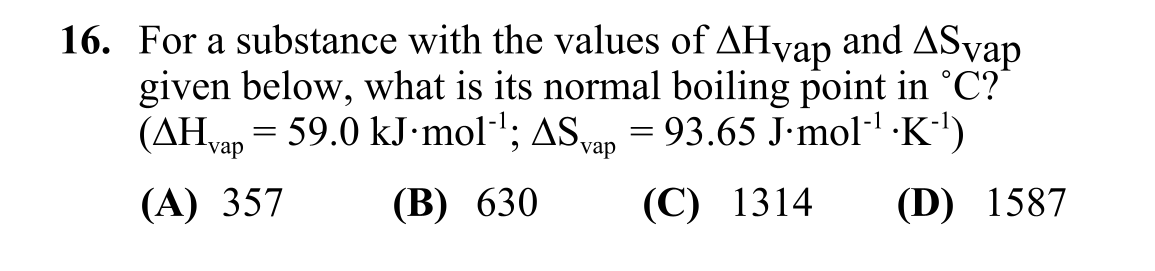 16. For a substance with the values of ΔHvap and ΔSvap
given below, what is its normal boiling point in ˚C?
(ΔHvap = 59.0 kJ·mol⁻¹; ΔSvap = 93.65 J·mol⁻¹ ·K⁻¹)
(A) 357 (B) 630 (C) 1314 (D) 1587